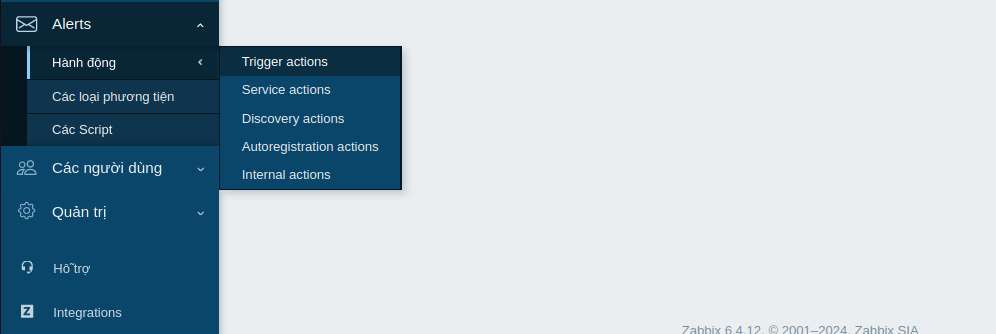 Alerts
Hành động
Trigger actions
Service actions
Discovery actions
Autoregistration actions
Internal actions
Các loại phương tiện
Các Script
Các người dùng
Quản trị
Hỗ trợ
Integrations
Zabbix 6.4.12. © 2001–2024, Zabbix SIA